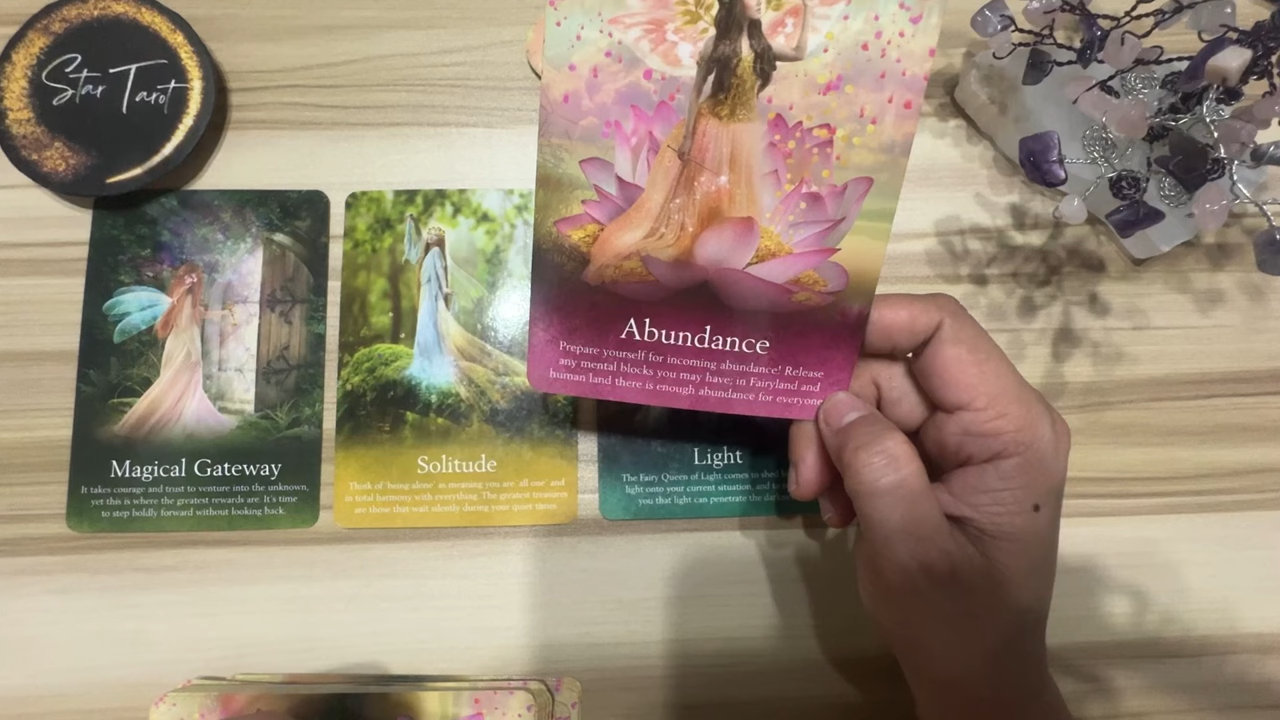 Star Tarot
Magical Gateway
It takes courage and trust to venture into the unknown,
yet this is where the greatest rewards are. It's time
to step boldly forward without looking back.
Solitude
Think of 'being alone' as meaning you are 'all one' and
in total harmony with everything. The greatest treasures
are those that wait silently during your quiet times.
Abundance
Prepare yourself for incoming abundance! Release
any mental blocks you may have; in Fairyland and
human land there is enough abundance for everyone
Light
The Fairy Queen of Light comes to shed
light onto your current situation, and to
you that light can penetrate the